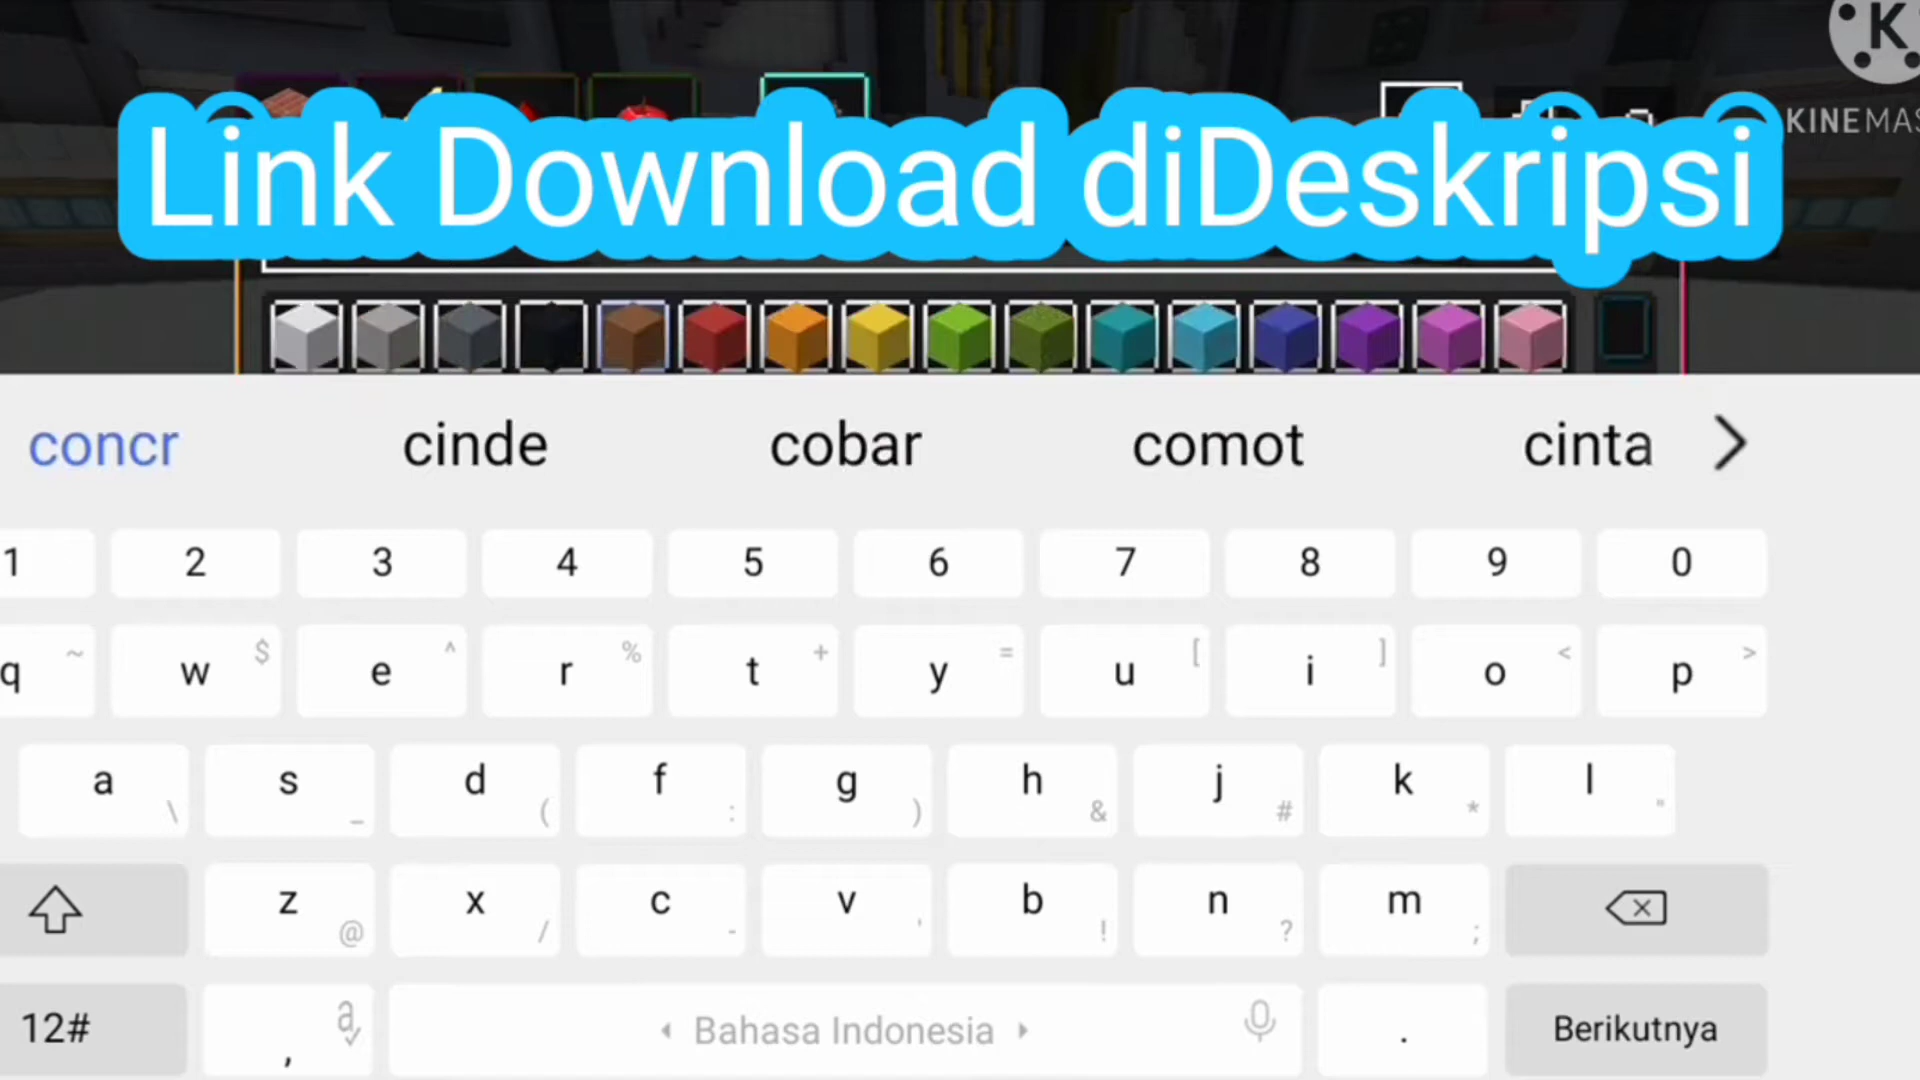 KINEMAS
Link Download diDeskripsi
concr cinde cobar comot cinta
1 2 3 4 5 6 7 8 9 0
q ~ w $ e ^ r % t + y = u [ i ] o < p >
a \ s _ d ( f : g ) h & j # k * l "
z @ x / c - v ' b ! n ? m ;
12# , a Bahasa Indonesia . Berikutnya